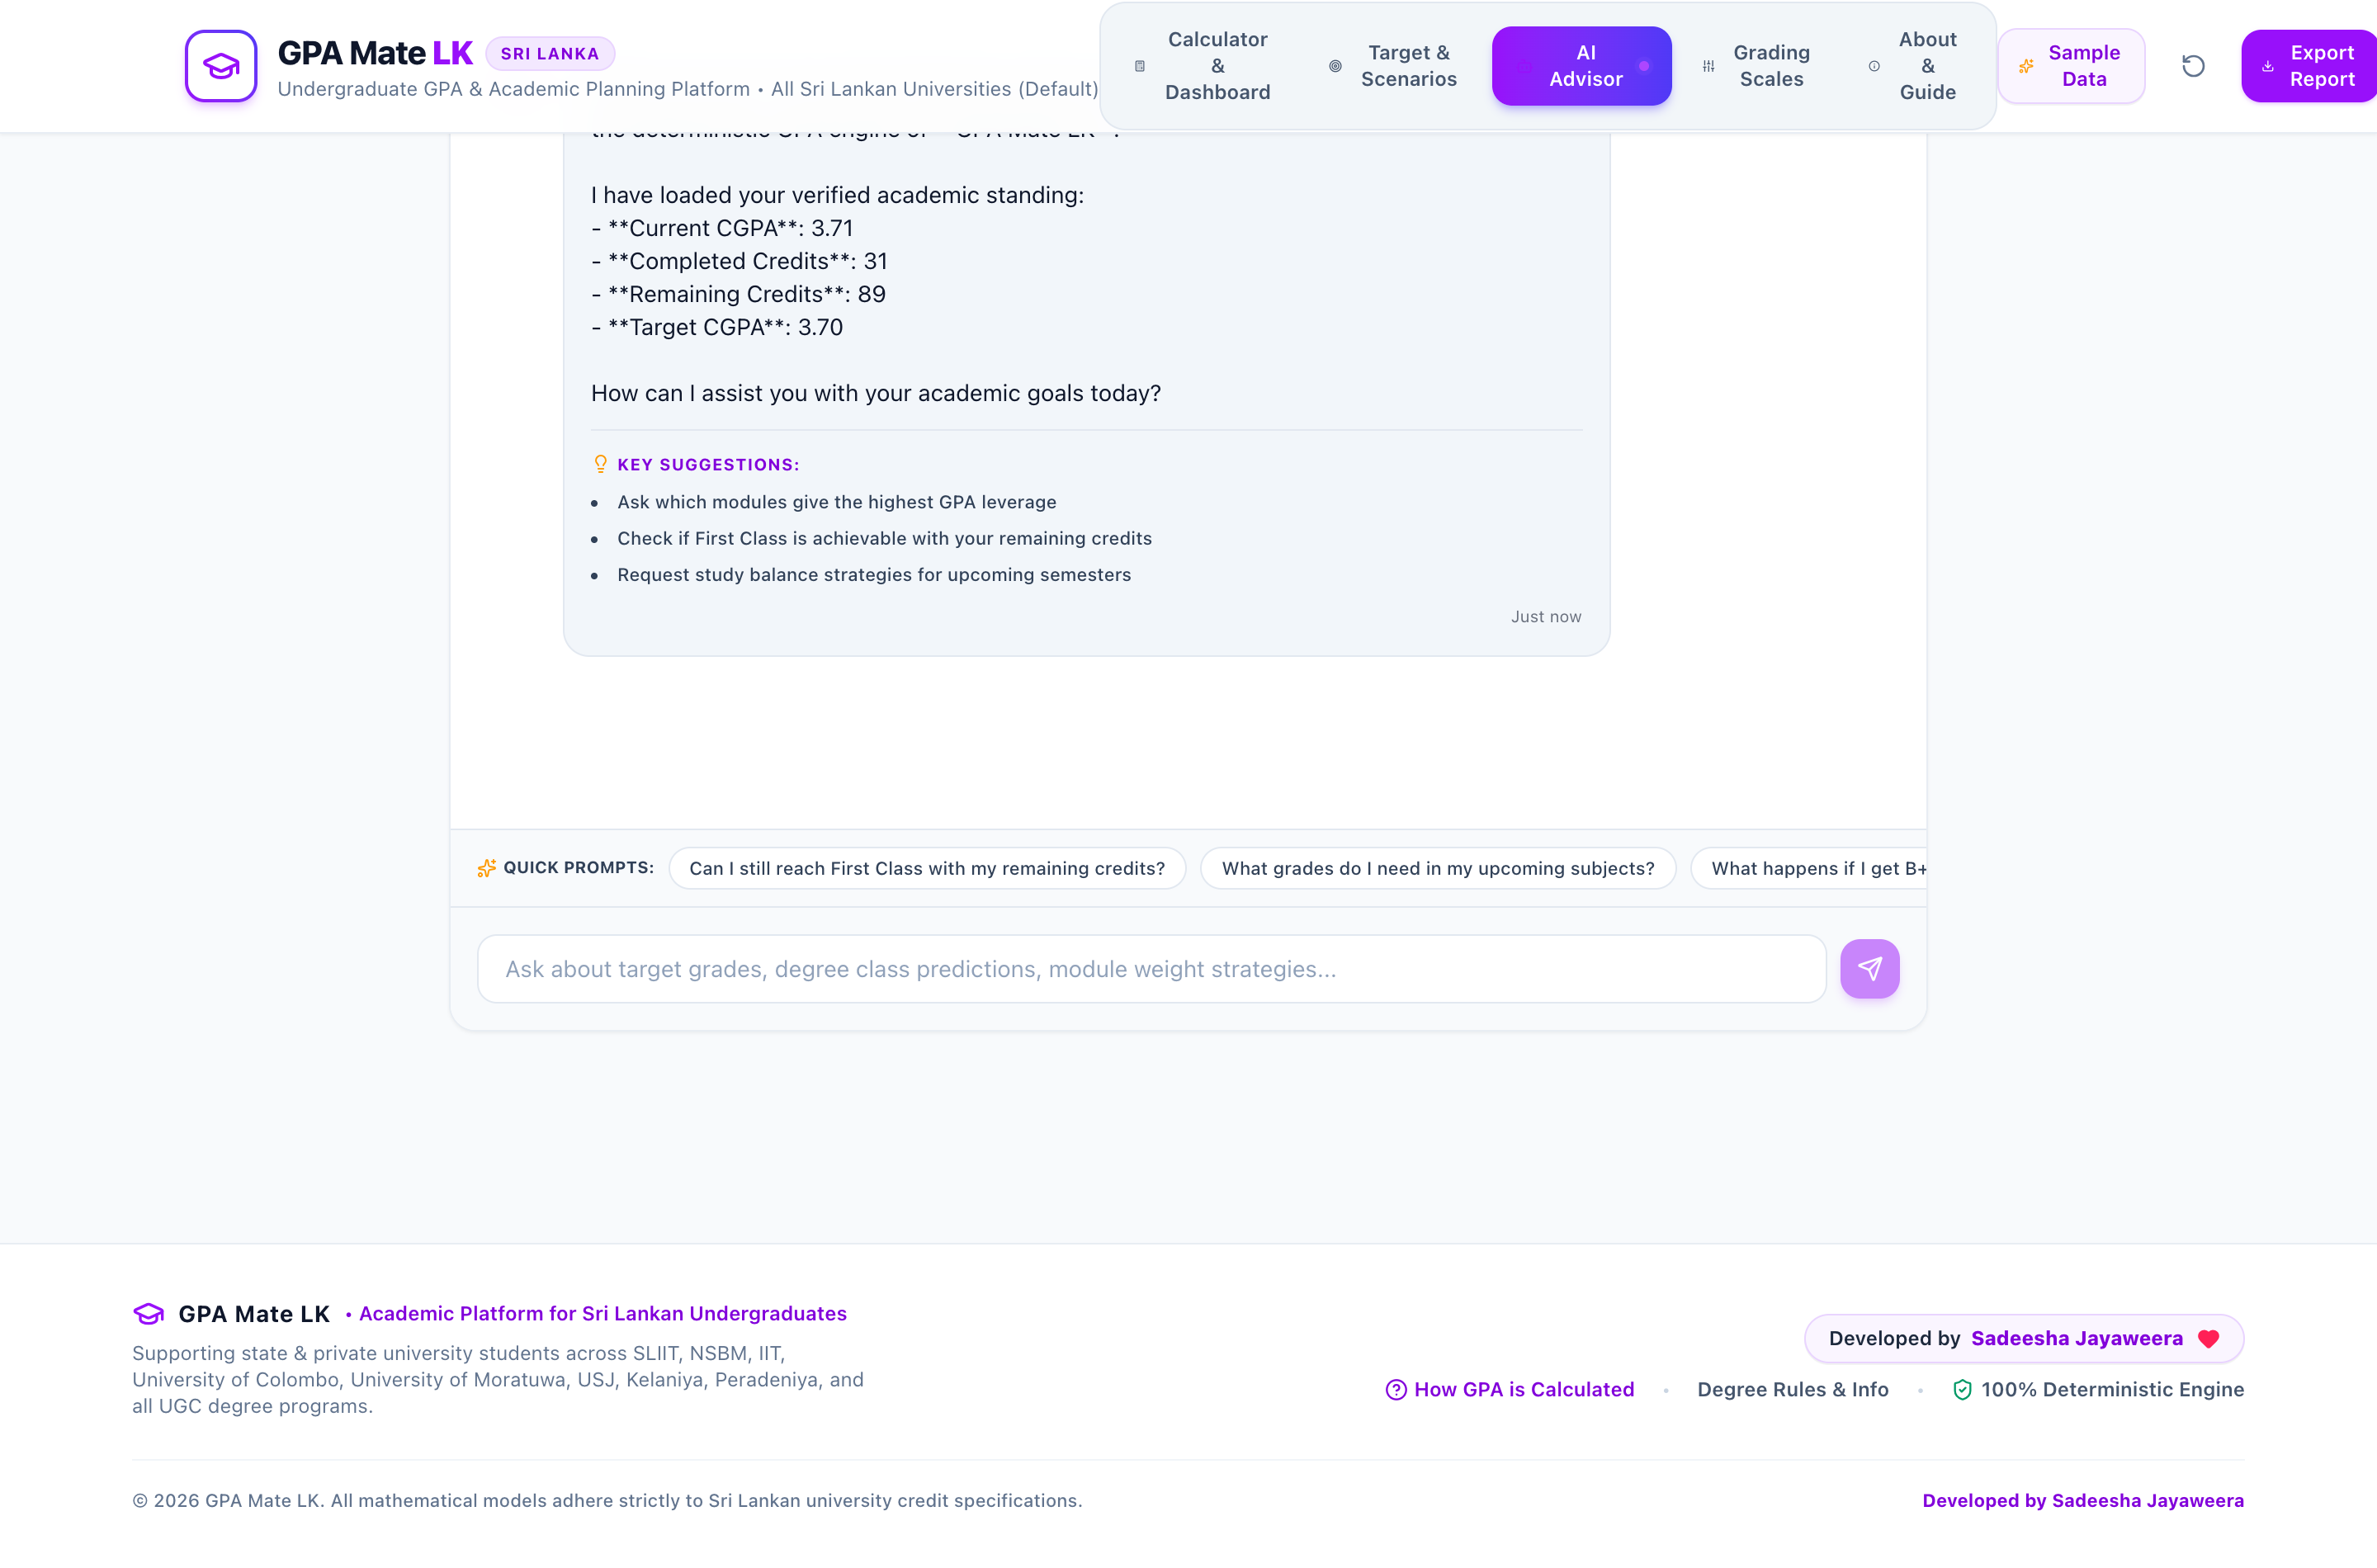 GPA Mate LK
SRI LANKA
Undergraduate GPA & Academic Planning Platform • All Sri Lankan Universities (Default)
Calculator
&
Dashboard
Target &
Scenarios
AI
Advisor
Grading
Scales
About
&
Guide
Sample
Data
Export
Report
I have loaded your verified academic standing:
- **Current CGPA**: 3.71
- **Completed Credits**: 31
- **Remaining Credits**: 89
- **Target CGPA**: 3.70
How can I assist you with your academic goals today?
KEY SUGGESTIONS:
• Ask which modules give the highest GPA leverage
• Check if First Class is achievable with your remaining credits
• Request study balance strategies for upcoming semesters
Just now
QUICK PROMPTS:
Can I still reach First Class with my remaining credits?
What grades do I need in my upcoming subjects?
What happens if I get B+
Ask about target grades, degree class predictions, module weight strategies...
GPA Mate LK • Academic Platform for Sri Lankan Undergraduates
Supporting state & private university students across SLIIT, NSBM, IIT,
University of Colombo, University of Moratuwa, USJ, Kelaniya, Peradeniya, and
all UGC degree programs.
Developed by Sadeesha Jayaweera
How GPA is Calculated • Degree Rules & Info • 100% Deterministic Engine
© 2026 GPA Mate LK. All mathematical models adhere strictly to Sri Lankan university credit specifications.
Developed by Sadeesha Jayaweera